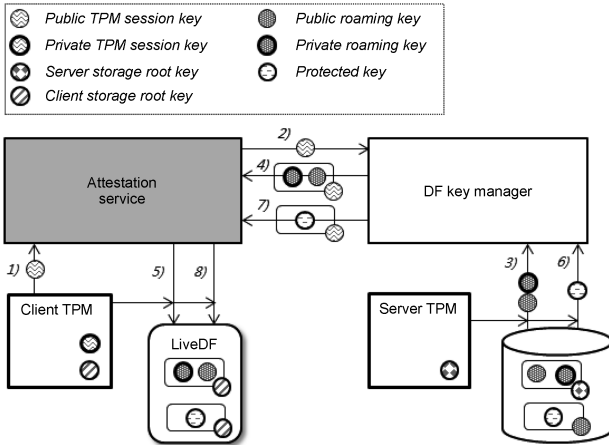 Public TPM session key
Public roaming key
Private TPM session key
Private roaming key
Server storage root key
Protected key
Client storage root key
2)
4)
Attestation
service
DF key manager
7)
1)
5)
8)
3)
6)
Client TPM
Server TPM
LiveDF